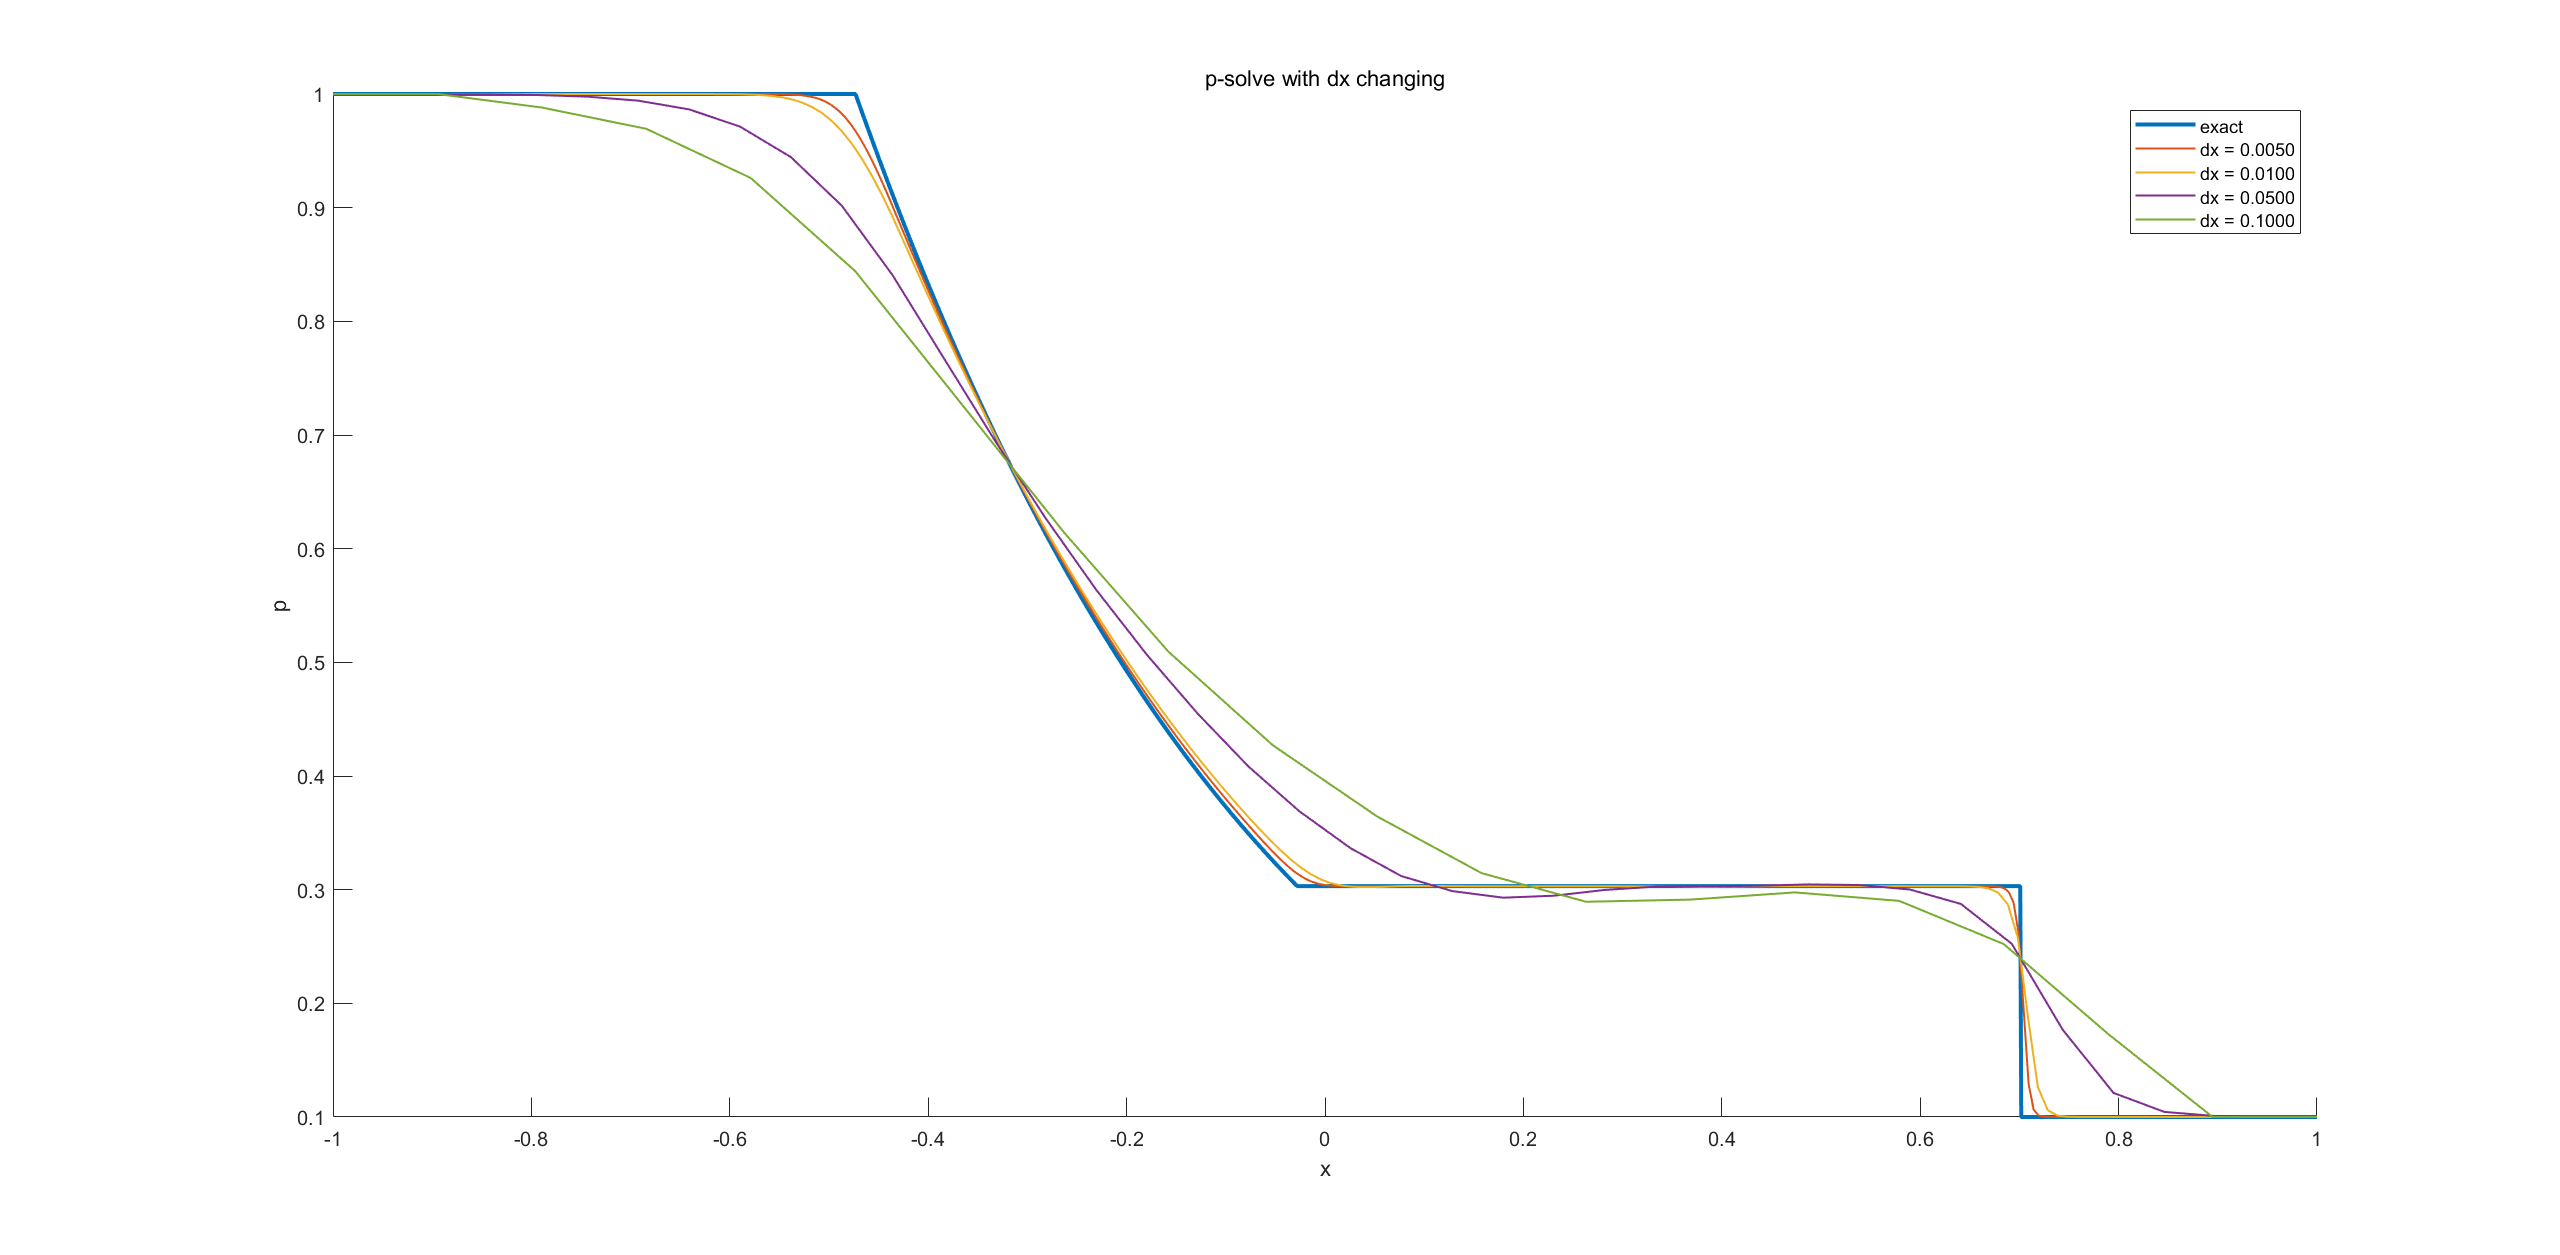 p-solve with dx changing
exact
dx = 0.0050
dx = 0.0100
dx = 0.0500
dx = 0.1000
1
0.9
0.8
0.7
0.6
0.5
0.4
0.3
0.2
0.1
p
-1 -0.8 -0.6 -0.4 -0.2 0 0.2 0.4 0.6 0.8 1
x